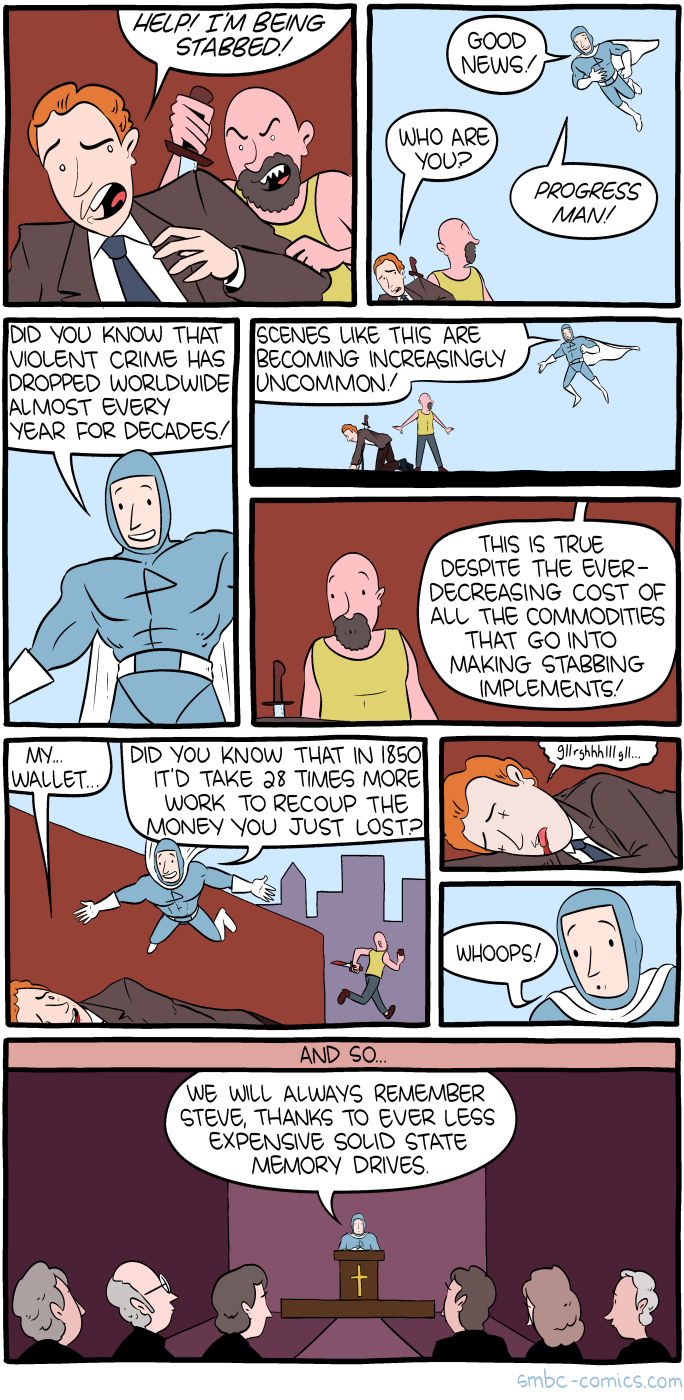 HELP! I'M BEING
STABBED!
GOOD
NEWS!
WHO ARE
YOU?
PROGRESS
MAN!
DID YOU KNOW THAT
VIOLENT CRIME HAS
DROPPED WORLDWIDE
ALMOST EVERY
YEAR FOR DECADES!
SCENES LIKE THIS ARE
BECOMING INCREASINGLY
UNCOMMON!
THIS IS TRUE
DESPITE THE EVER-
DECREASING COST OF
ALL THE COMMODITIES
THAT GO INTO
MAKING STABBING
IMPLEMENTS!
MY...
WALLET...
DID YOU KNOW THAT IN 1850
IT'D TAKE 28 TIMES MORE
WORK TO RECOUP THE
MONEY YOU JUST LOST?
gllrghhhlllgll...
WHOOPS!
AND SO...
WE WILL ALWAYS REMEMBER
STEVE, THANKS TO EVER LESS
EXPENSIVE SOLID STATE
MEMORY DRIVES.
smbc-comics.com